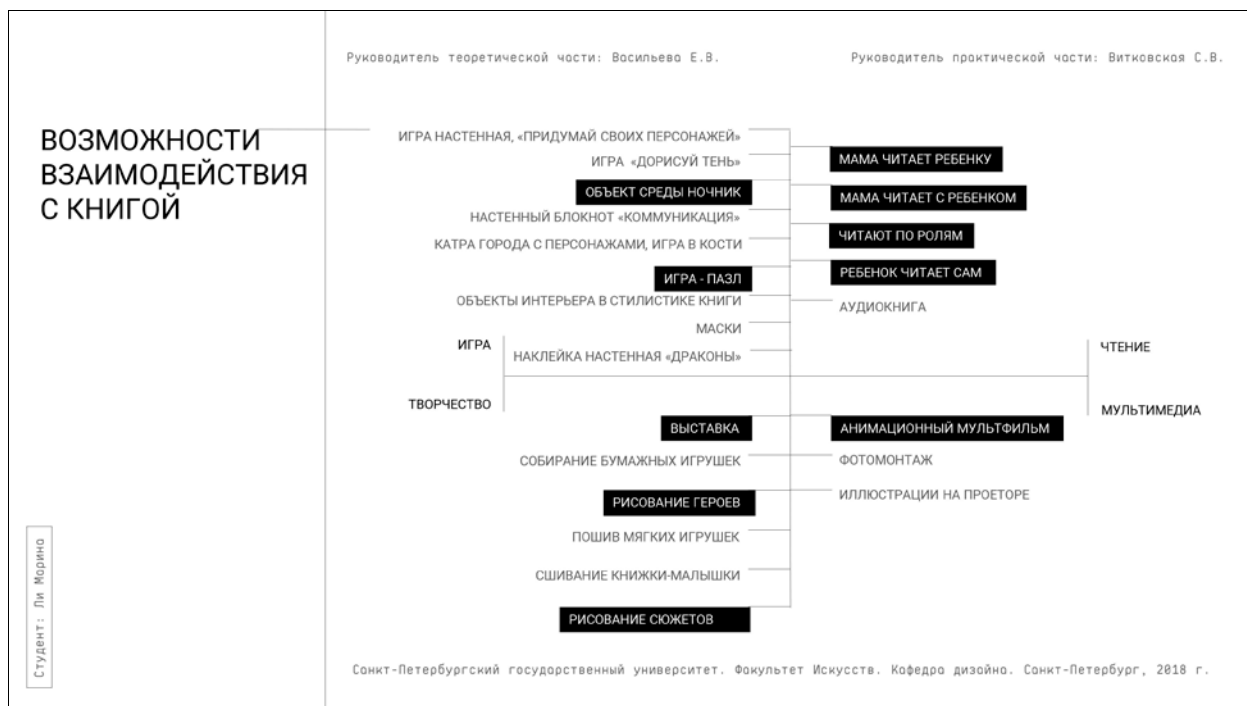 Руководитель теоретической части: Васильева Е.В.
Руководитель практической части: Витковская С.В.
ВОЗМОЖНОСТИ
ВЗАИМОДЕЙСТВИЯ
С КНИГОЙ
ИГРА НАСТЕННАЯ, «ПРИДУМАЙ СВОИХ ПЕРСОНАЖЕЙ»
ИГРА «ДОРИСУЙ ТЕНЬ»
ОБЪЕКТ СРЕДЫ НОЧНИК
НАСТЕННЫЙ БЛОКНОТ «КОММУНИКАЦИЯ»
КАТРА ГОРОДА С ПЕРСОНАЖАМИ, ИГРА В КОСТИ
ИГРА - ПАЗЛ
ОБЪЕКТЫ ИНТЕРЬЕРА В СТИЛИСТИКЕ КНИГИ
МАСКИ
НАКЛЕЙКА НАСТЕННАЯ «ДРАКОНЫ»
МАМА ЧИТАЕТ РЕБЕНКУ
МАМА ЧИТАЕТ С РЕБЕНКОМ
ЧИТАЮТ ПО РОЛЯМ
РЕБЕНОК ЧИТАЕТ САМ
АУДИОКНИГА
ИГРА
ЧТЕНИЕ
ТВОРЧЕСТВО
МУЛЬТИМЕДИА
ВЫСТАВКА
СОБИРАНИЕ БУМАЖНЫХ ИГРУШЕК
РИСОВАНИЕ ГЕРОЕВ
ПОШИВ МЯГКИХ ИГРУШЕК
СШИВАНИЕ КНИЖКИ-МАЛЫШКИ
РИСОВАНИЕ СЮЖЕТОВ
АНИМАЦИОННЫЙ МУЛЬТФИЛЬМ
ФОТОМОНТАЖ
ИЛЛЮСТРАЦИИ НА ПРОЕТОРЕ
Студент: Ли Марина
Санкт-Петербургский государственный университет. Факультет Искусств. Кафедра дизайна. Санкт-Петербург, 2018 г.